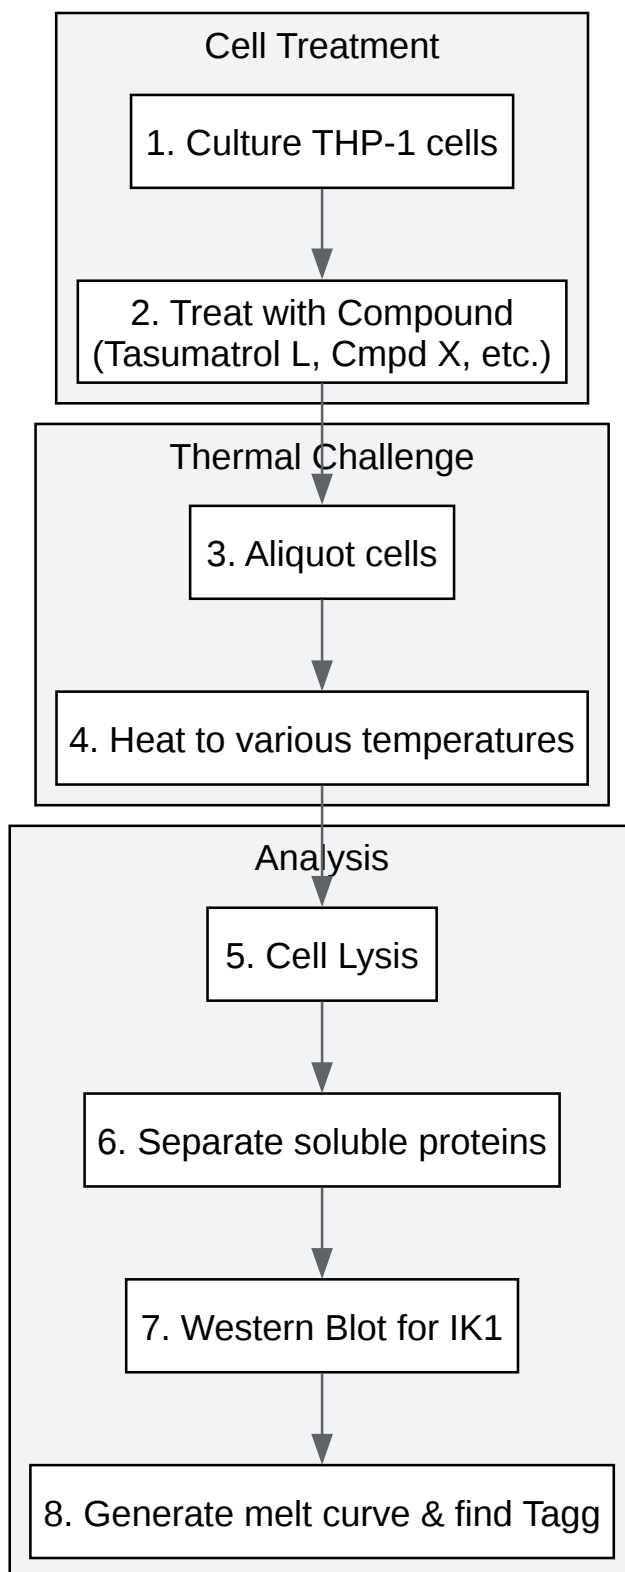 Cell Treatment
1. Culture THP-1 cells
2. Treat with Compound
(Tasumatrol L, Cmpd X, etc.)
Thermal Challenge
3. Aliquot cells
4. Heat to various temperatures
Analysis
5. Cell Lysis
6. Separate soluble proteins
7. Western Blot for IK1
8. Generate melt curve & find Tagg